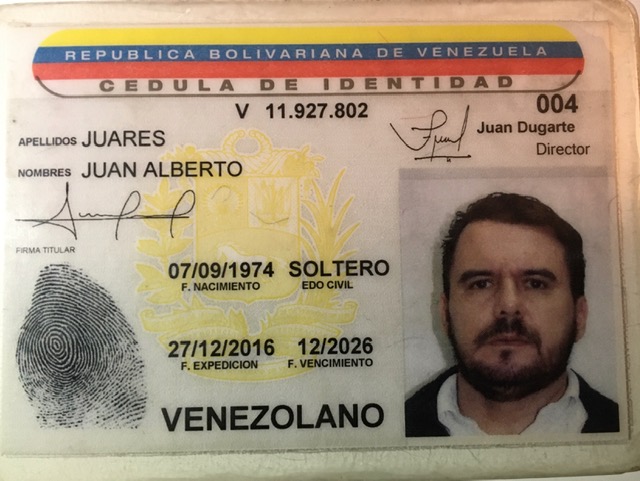 REPUBLICA BOLIVARIANA DE VENEZUELA
CEDULA DE IDENTIDAD
V 11.927.802
004
APELLIDOS JUARES
Juan Dugarte
Director
NOMBRES JUAN ALBERTO
FIRMA TITULAR
07/09/1974 SOLTERO
F. NACIMIENTO EDO CIVIL
27/12/2016 12/2026
F. EXPEDICION F. VENCIMIENTO
VENEZOLANO